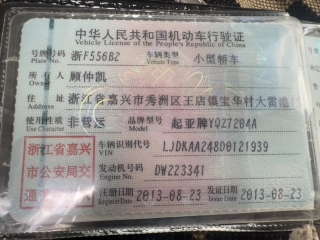 中华人民共和国机动车行驶证
Vehicle License of the People's Republic of China
号牌号码 浙F556B2 车辆类型 小型轿车
Plate No. Vehicle Type
所有人 顾仲凯
Owner
住址 浙江省嘉兴市秀洲区王店镇宝华村大雷道
Address
使用性质 非营运 品牌型号 起亚牌YQZ7204A
Use Character Model
浙江省嘉兴市公安局交
车辆识别代号 LJDKAA248D0121939
VIN
发动机号码 DW223341
Engine No.
注册日期 2013-08-23 发证日期 2013-08-23
Register Date Issue Date